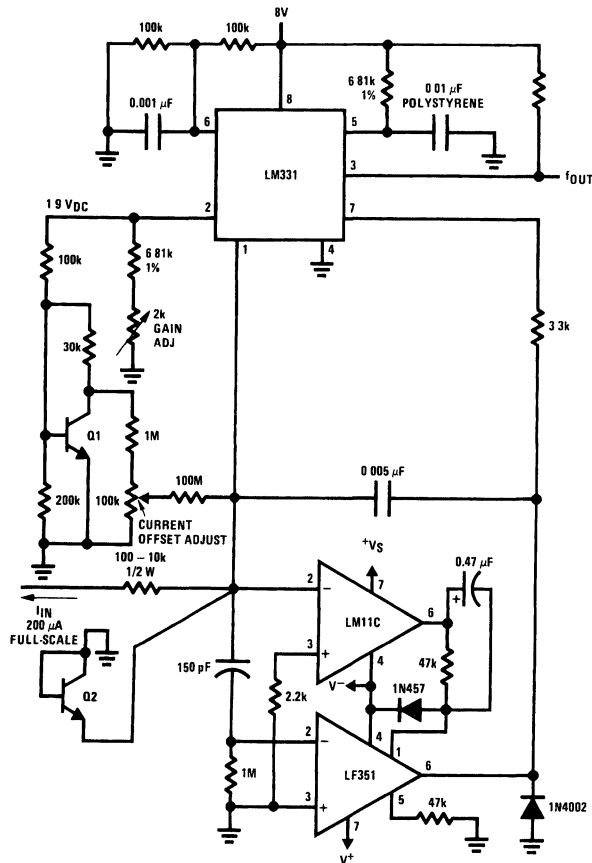 8V
100k
100k
0.001 µF
6 81k
1%
0 01 µF
POLYSTYRENE
8
6
5
LM331
3
fOUT
1 9 VDC
2
7
1
4
100k
6 81k
1%
2k
GAIN
ADJ
3 3k
30k
Q1
1M
100M
0 005 µF
200k
100k
CURRENT
OFFSET ADJUST
100 – 10k
1/2 W
+VS
0.47 µF
+
IIN
200 µA
FULL-SCALE
2
–
7
LM11C
6
3
+
4
150 pF
47k
Q2
V–
1N457
2.2k
4
1
2
–
1M
LF351
6
3
+
5
47k
1N4002
7
V+